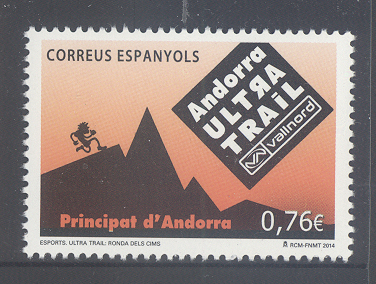 CORREUS ESPANYOLS
Andorra
ULTRA
TRAiL
vallnord
Principat d'Andorra
0,76€
ESPORTS. ULTRA TRAIL: RONDA DELS CIMS
RCM-FNMT 2014